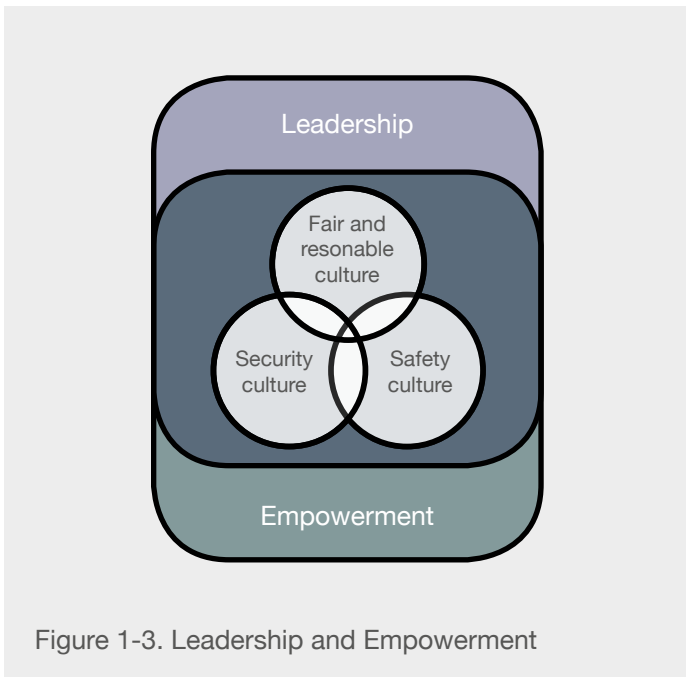 Leadership
Fair and
resonable
culture
Security
culture
Safety
culture
Empowerment
Figure 1-3. Leadership and Empowerment